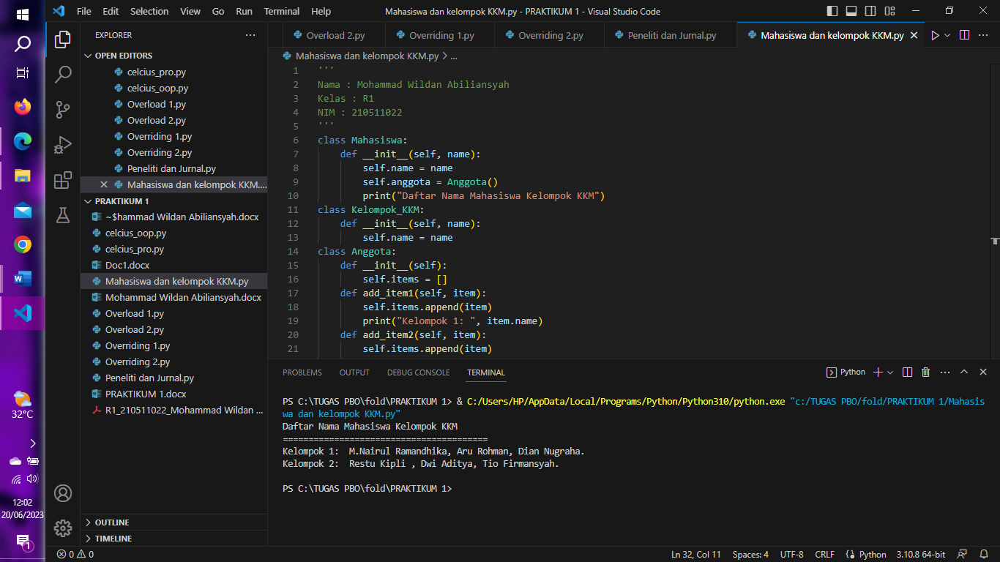 File Edit Selection View Go Run Terminal Help
Mahasiswa dan kelompok KKM.py - PRAKTIKUM 1 - Visual Studio Code
EXPLORER
OPEN EDITORS
celcius_pro.py
celcius_oop.py
Overload 1.py
Overload 2.py
Overriding 1.py
Overriding 2.py
Peneliti dan Jurnal.py
Mahasiswa dan kelompok KKM....
PRAKTIKUM 1
~$hammad Wildan Abiliansyah.docx
celcius_oop.py
celcius_pro.py
Doc1.docx
Mahasiswa dan kelompok KKM.py
Mohammad Wildan Abiliansyah.docx
Overload 1.py
Overload 2.py
Overriding 1.py
Overriding 2.py
Peneliti dan Jurnal.py
PRAKTIKUM 1.docx
R1_210511022_Mohammad Wildan ...
OUTLINE
TIMELINE
Overload 2.py Overriding 1.py Overriding 2.py Peneliti dan Jurnal.py Mahasiswa dan kelompok KKM.py
Mahasiswa dan kelompok KKM.py > ...
1 '''
2 Nama : Mohammad Wildan Abiliansyah
3 Kelas : R1
4 NIM : 210511022
5 '''
6 class Mahasiswa:
7 def __init__(self, name):
8 self.name = name
9 self.anggota = Anggota()
10 print("Daftar Nama Mahasiswa Kelompok KKM")
11 class Kelompok_KKM:
12 def __init__(self, name):
13 self.name = name
14 class Anggota:
15 def __init__(self):
16 self.items = []
17 def add_item1(self, item):
18 self.items.append(item)
19 print("Kelompok 1: ", item.name)
20 def add_item2(self, item):
21 self.items.append(item)
PROBLEMS OUTPUT DEBUG CONSOLE TERMINAL
Python
PS C:\TUGAS PBO\fold\PRAKTIKUM 1> & C:/Users/HP/AppData/Local/Programs/Python/Python310/python.exe "c:/TUGAS PBO/fold/PRAKTIKUM 1/Mahasis
wa dan kelompok KKM.py"
Daftar Nama Mahasiswa Kelompok KKM
========================================
Kelompok 1:  M.Nairul Ramandhika, Aru Rohman, Dian Nugraha.
Kelompok 2:  Restu Kipli , Dwi Aditya, Tio Firmansyah.
PS C:\TUGAS PBO\fold\PRAKTIKUM 1>
32°C
12:02
20/06/2023
1
0 0
Ln 32, Col 11 Spaces: 4 UTF-8 CRLF Python 3.10.8 64-bit